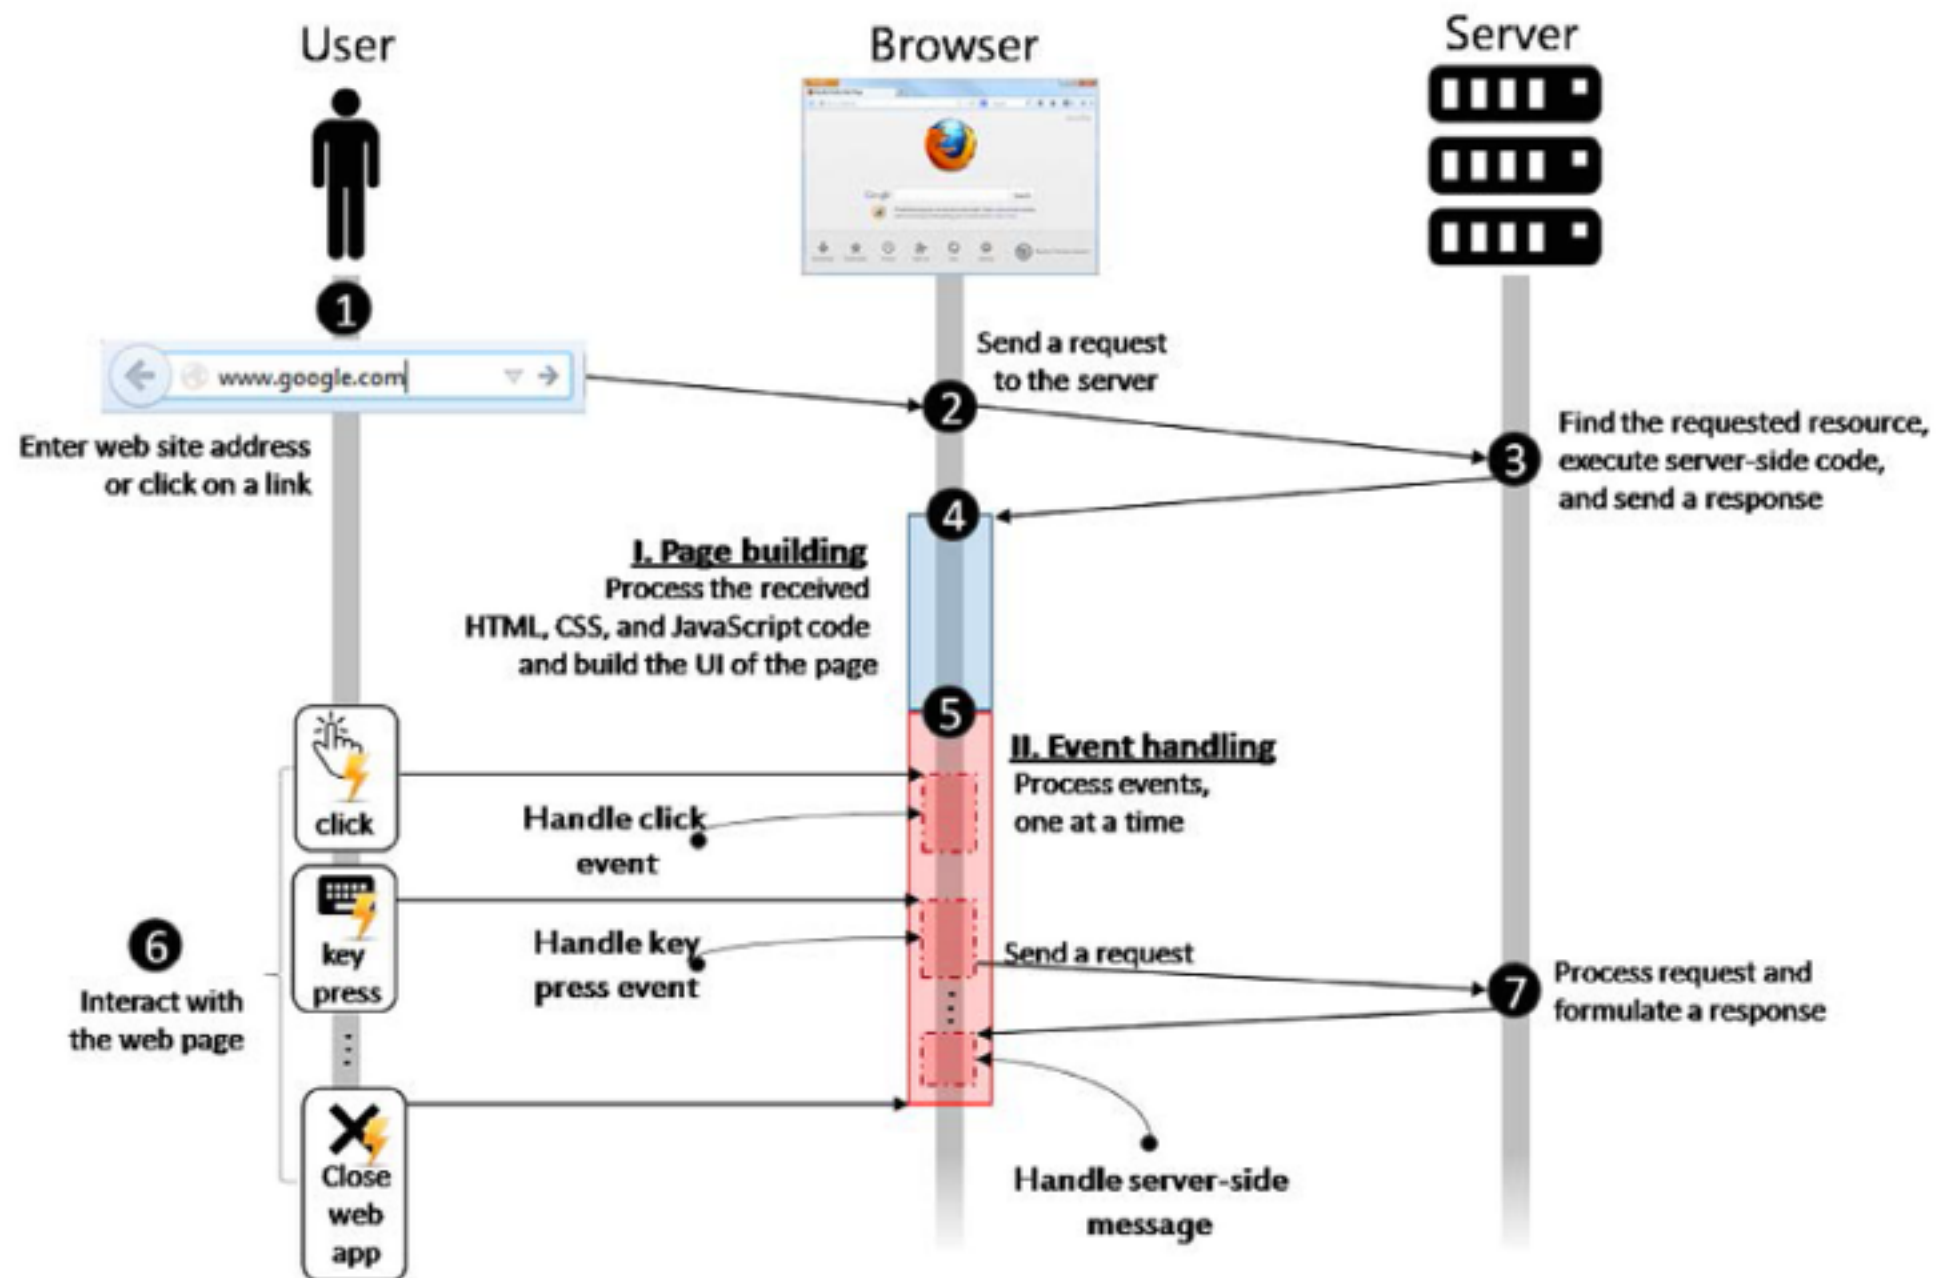 User
Browser
Server
1
www.google.com
Enter web site address
or click on a link
Google
Send a request
to the server
2
3
Find the requested resource,
execute server-side code,
and send a response
4
I. Page building
Process the received
HTML, CSS, and JavaScript code
and build the UI of the page
5
II. Event handling
Process events,
one at a time
click
Handle click
event
key
press
Handle key
press event
6
Interact with
the web page
Send a request
7
Process request and
formulate a response
Close
web
app
Handle server-side
message